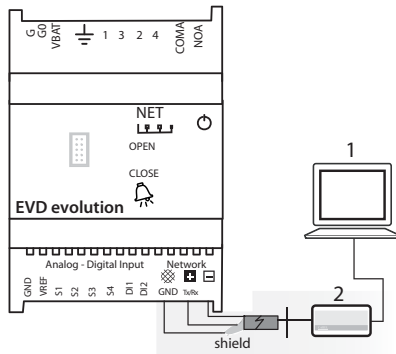 G
G0
VBAT
1 3 2 4
COMA
NOA
NET
OPEN
CLOSE
EVD evolution
1
Analog - Digital Input Network
GND
VREF
S1
S2
S3
S4
DI1
DI2
GND Tx/Rx
2
shield